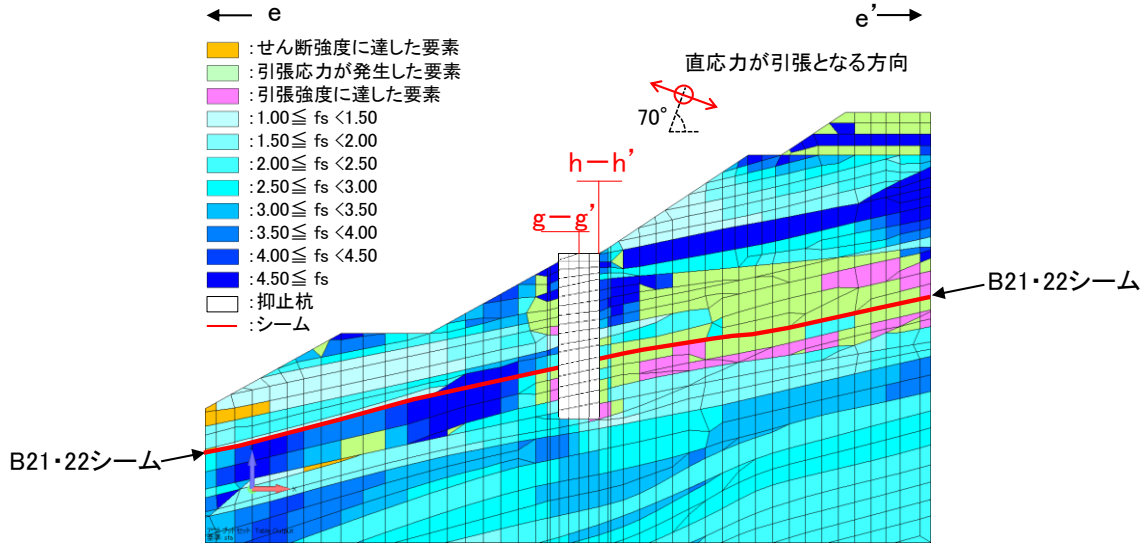 e
e’
:せん断強度に達した要素
:引張応力が発生した要素
:引張強度に達した要素
:1.00≦ fs <1.50
:1.50≦ fs <2.00
:2.00≦ fs <2.50
:2.50≦ fs <3.00
:3.00≦ fs <3.50
:3.50≦ fs <4.00
:4.00≦ fs <4.50
:4.50≦ fs
:抑止杭
:シーム
直応力が引張となる方向
70°
h-h’
g-g’
B21・22シーム
B21・22シーム